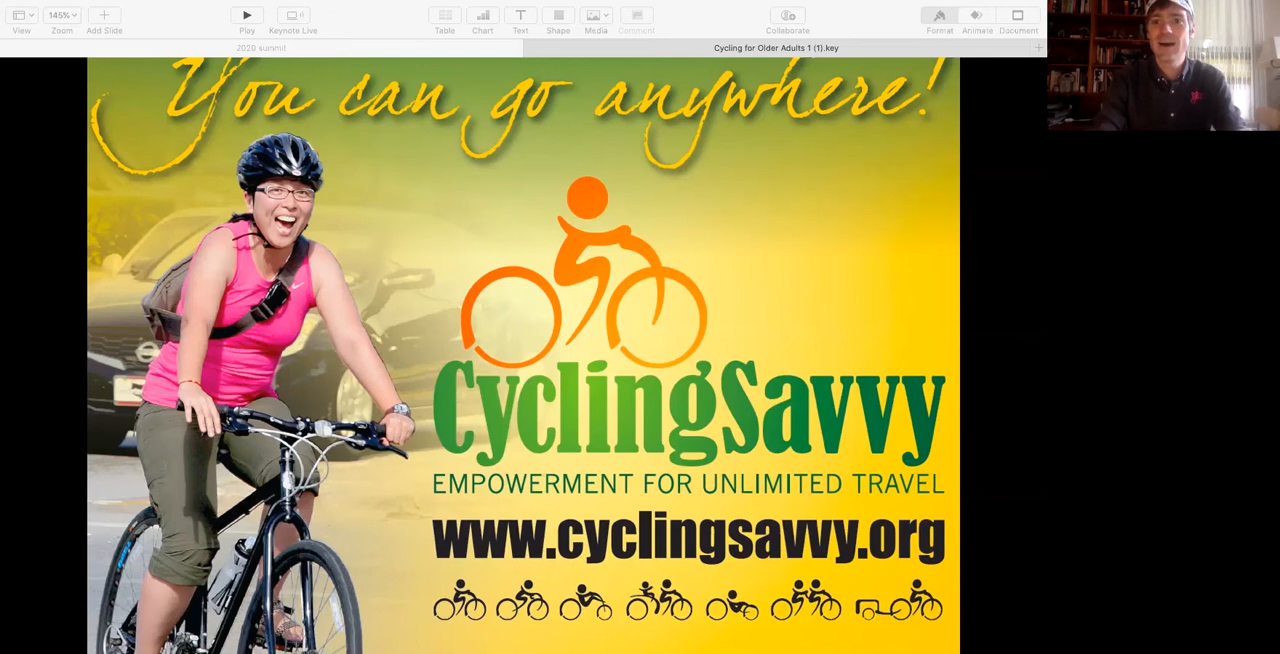 145%
View
Zoom
Add Slide
Play
Keynote Live
Table
Chart
Text
Shape
Media
Comment
Collaborate
Format
Animate
Document
2020 summit
Cycling for Older Adults 1 (1).key
You can go anywhere!
CyclingSavvy
EMPOWERMENT FOR UNLIMITED TRAVEL
www.cyclingsavvy.org